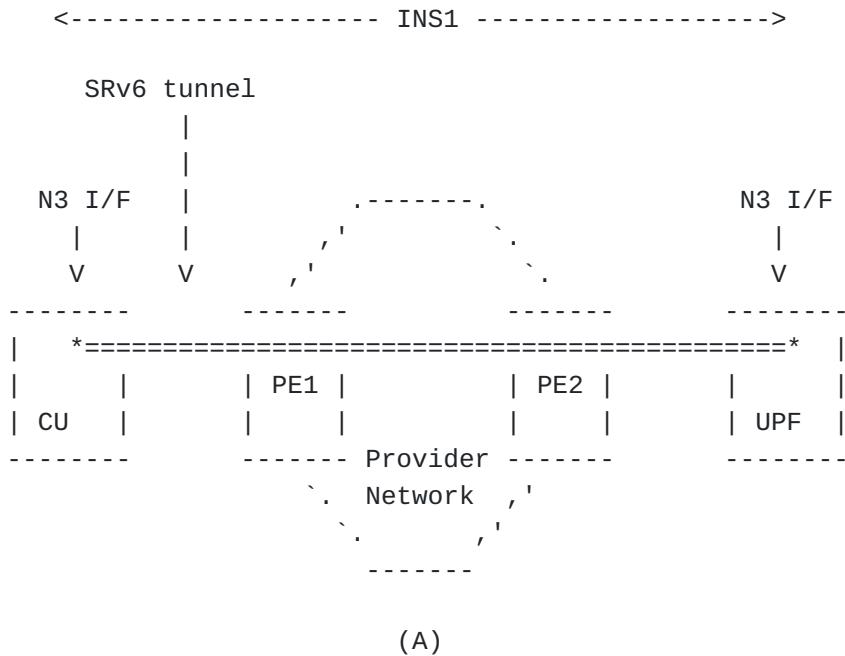 <-------------------- INS1 ------------------->
SRv6 tunnel
|
|
N3 I/F   |          .-------.                N3 I/F
|      |        ,'         `.                |
V      V      ,'             `.              V
--------       -------          -------       --------
|   *=============================================*  |
|      |       | PE1 |          | PE2 |       |      |
| CU   |       |     |          |     |       | UPF  |
--------       ------- Provider -------       --------
`.  Network  ,'
`.       ,'
-------
(A)